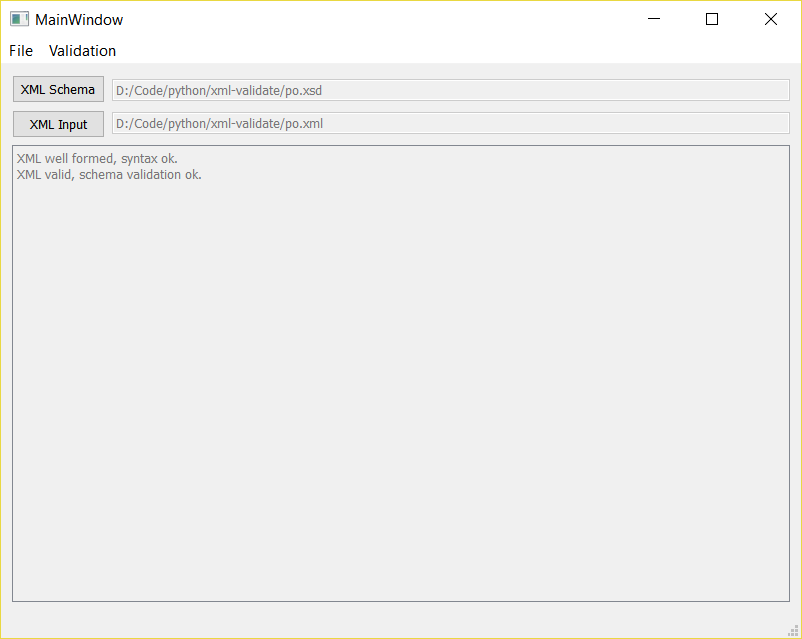 MainWindow
File Validation
XML Schema D:/Code/python/xml-validate/po.xsd
XML Input D:/Code/python/xml-validate/po.xml
XML well formed, syntax ok.
XML valid, schema validation ok.